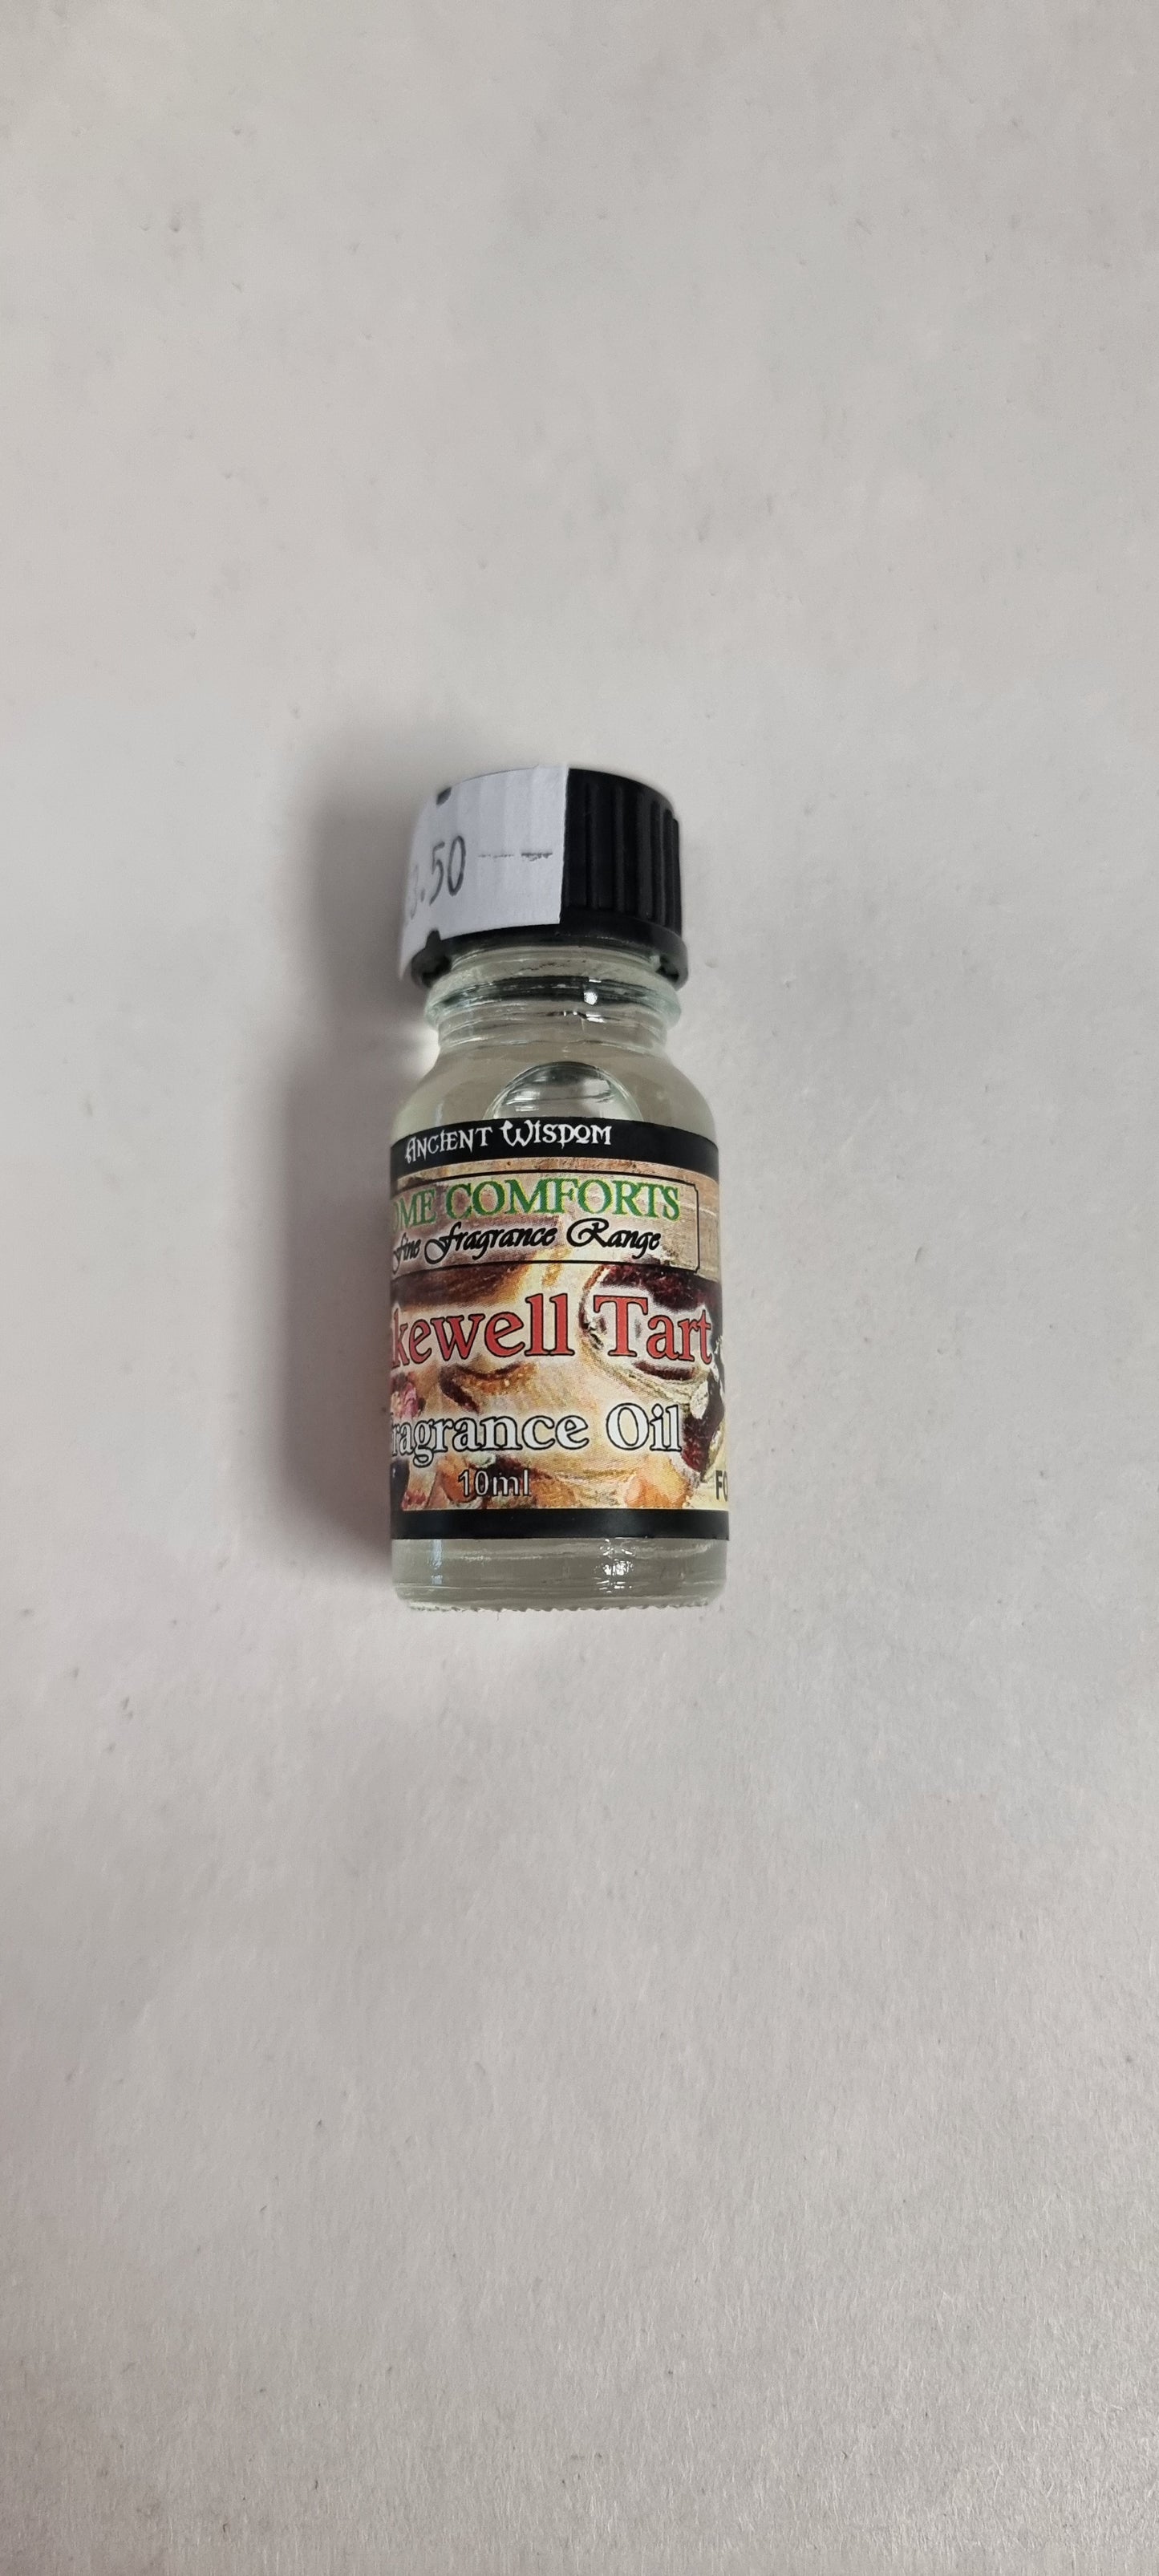 3.50
ANCIENT WISDOM
OME COMFORTS
fine Fragrance Range
kewell Tart
ragrance Oil
10ml
FO